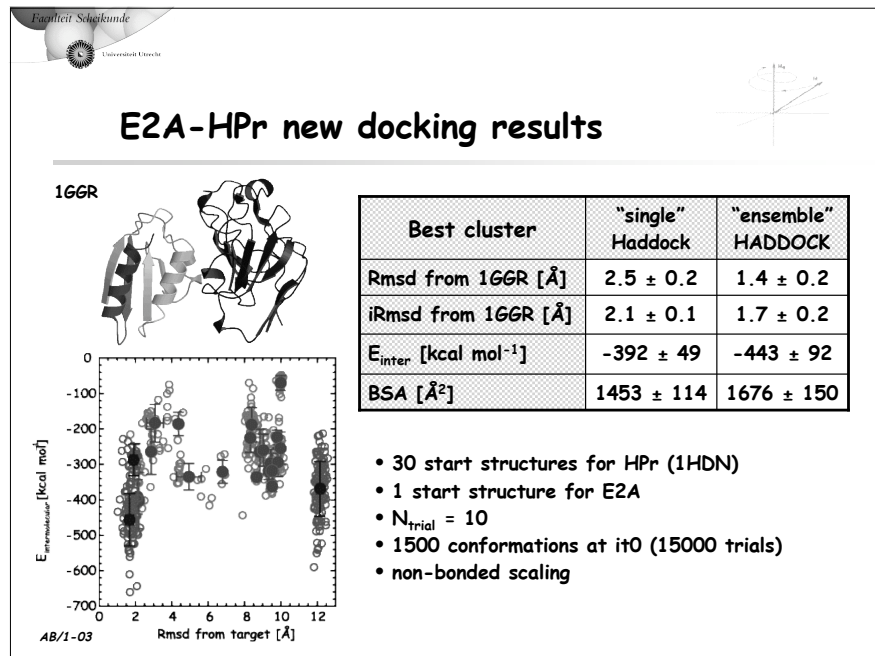 Faculteit Scheikunde
Universiteit Utrecht
E2A-HPr new docking results
1GGR
Best cluster
"single" Haddock
"ensemble" HADDOCK
Rmsd from 1GGR [Å]
2.5 ± 0.2
1.4 ± 0.2
iRmsd from 1GGR [Å]
2.1 ± 0.1
1.7 ± 0.2
E_inter [kcal mol⁻¹]
-392 ± 49
-443 ± 92
BSA [Å²]
1453 ± 114
1676 ± 150
0
-100
-200
-300
-400
-500
-600
-700
E_intermolecular [kcal mol⁻¹]
0 2 4 6 8 10 12
Rmsd from target [Å]
• 30 start structures for HPr (1HDN)
• 1 start structure for E2A
• N_trial = 10
• 1500 conformations at it0 (15000 trials)
• non-bonded scaling
AB/1-03